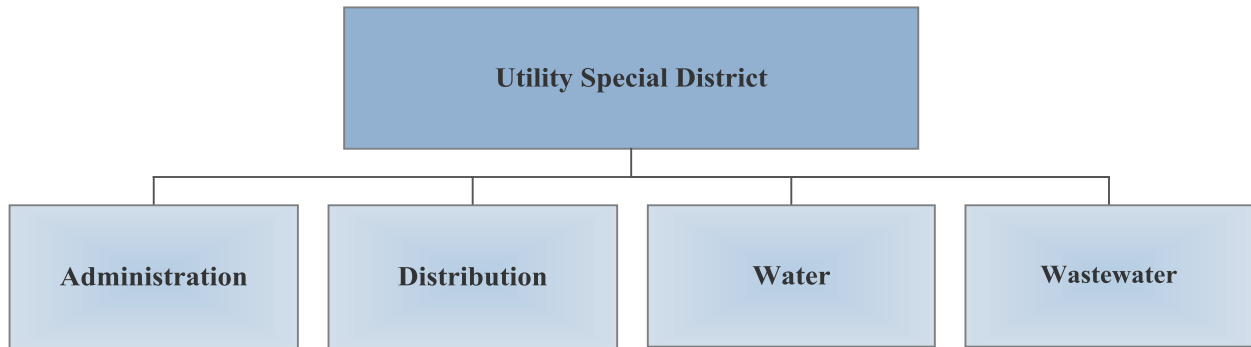 Utility Special District
Administration
Distribution
Water
Wastewater